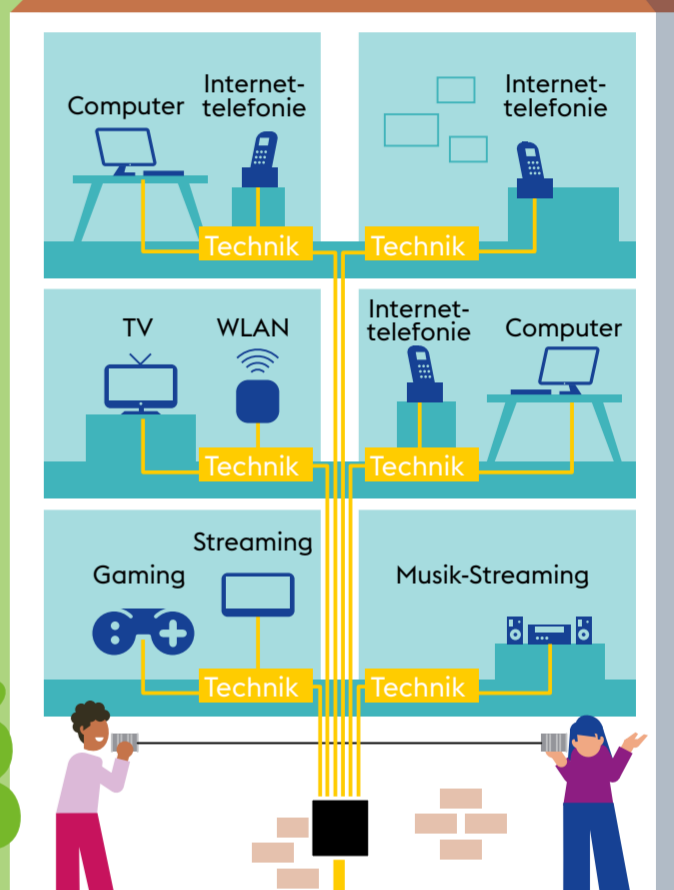 Computer
Internet-
telefonie
Internet-
telefonie
Technik
Technik
TV
WLAN
Internet-
telefonie
Computer
Technik
Technik
Streaming
Gaming
Musik-Streaming
Technik
Technik